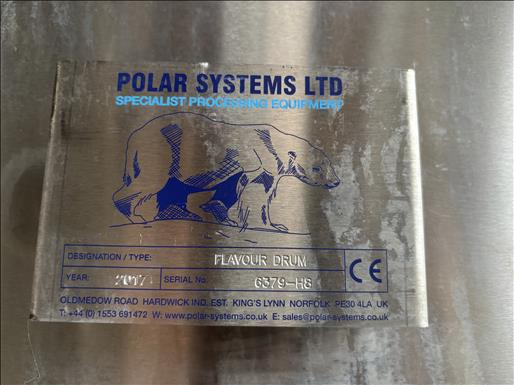 POLAR SYSTEMS LTD
SPECIALIST PROCESSING EQUIPMENT
DESIGNATION / TYPE: FLAVOUR DRUM
YEAR: 2017 SERIAL No. 6379-H8 CE
OLDMEDOW ROAD HARDWICK IND. EST. KING'S LYNN NORFOLK PE30 4LA UK
T: +44 (0) 1553 691472 W: www.polar-systems.co.uk E: sales@polar-systems.co.uk